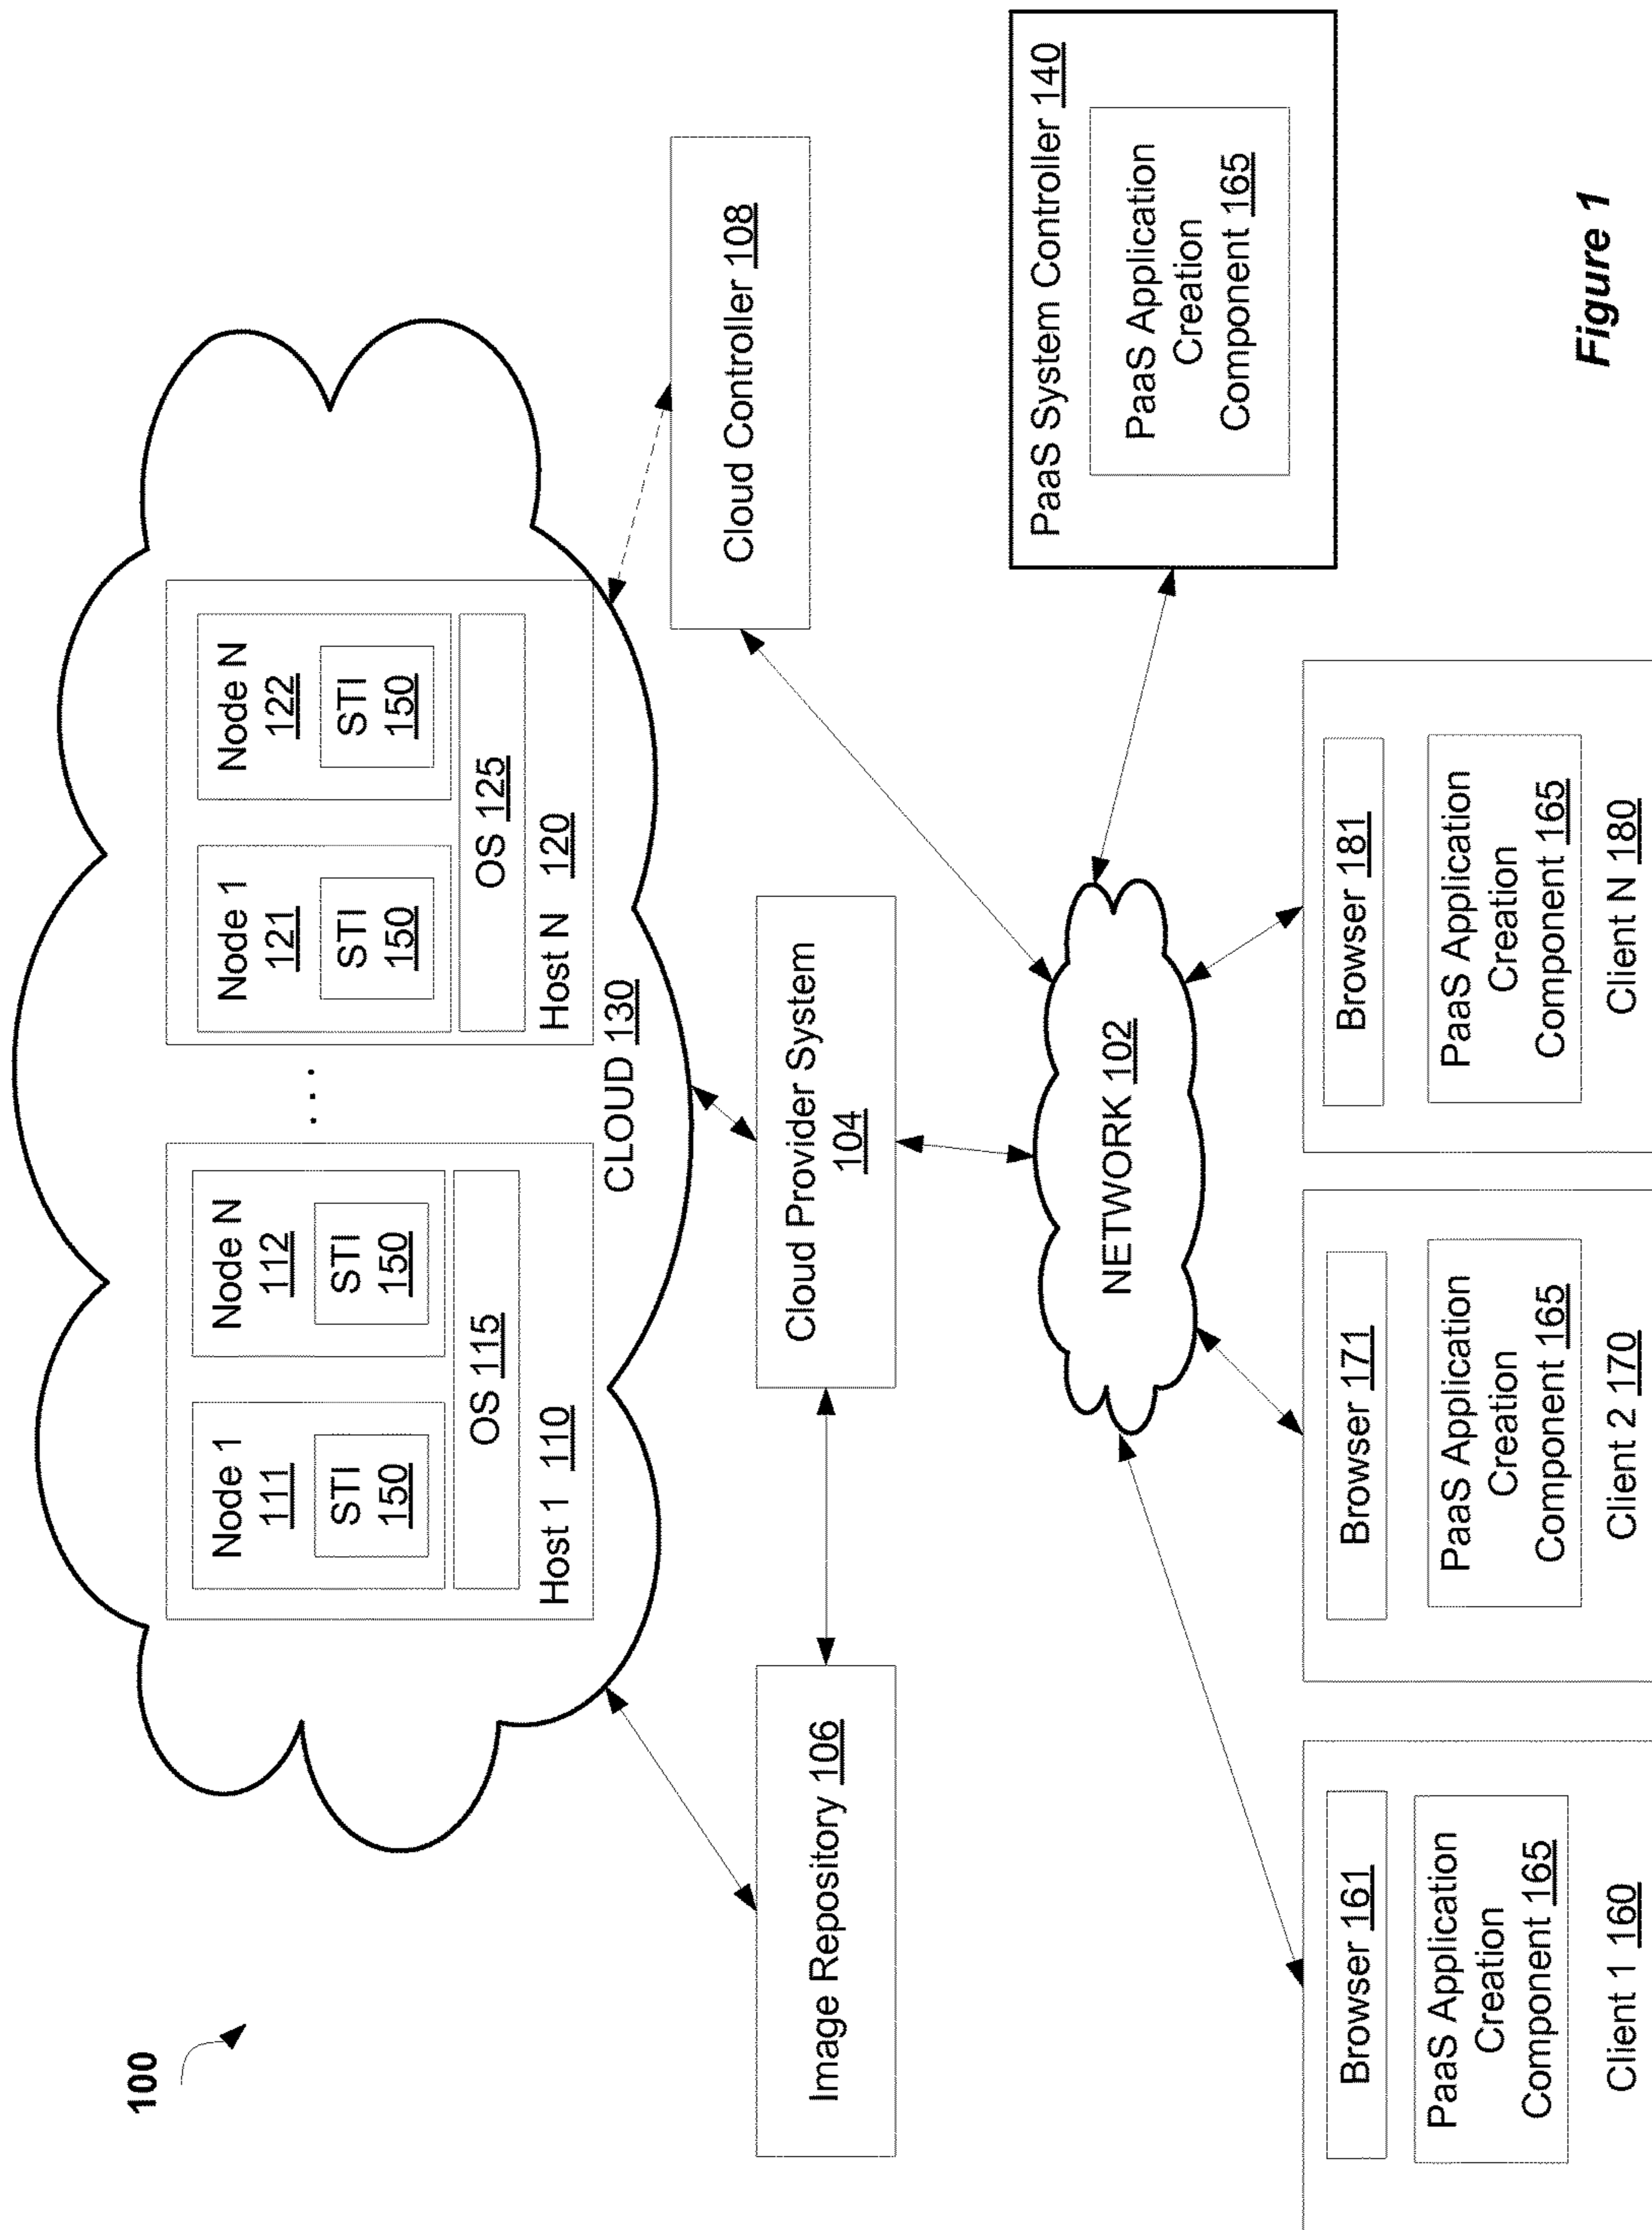 100
Node 1
111
STI
150
Node N
112
STI
150
OS 115
Host 1 110
. . .
Node 1
121
STI
150
Node N
122
STI
150
OS 125
Host N 120
CLOUD 130
Image Repository 106
Cloud Provider System
104
Cloud Controller 108
NETWORK 102
PaaS System Controller 140
PaaS Application
Creation
Component 165
Browser 161
PaaS Application
Creation
Component 165
Client 1 160
Browser 171
PaaS Application
Creation
Component 165
Client 2 170
Browser 181
PaaS Application
Creation
Component 165
Client N 180
Figure 1